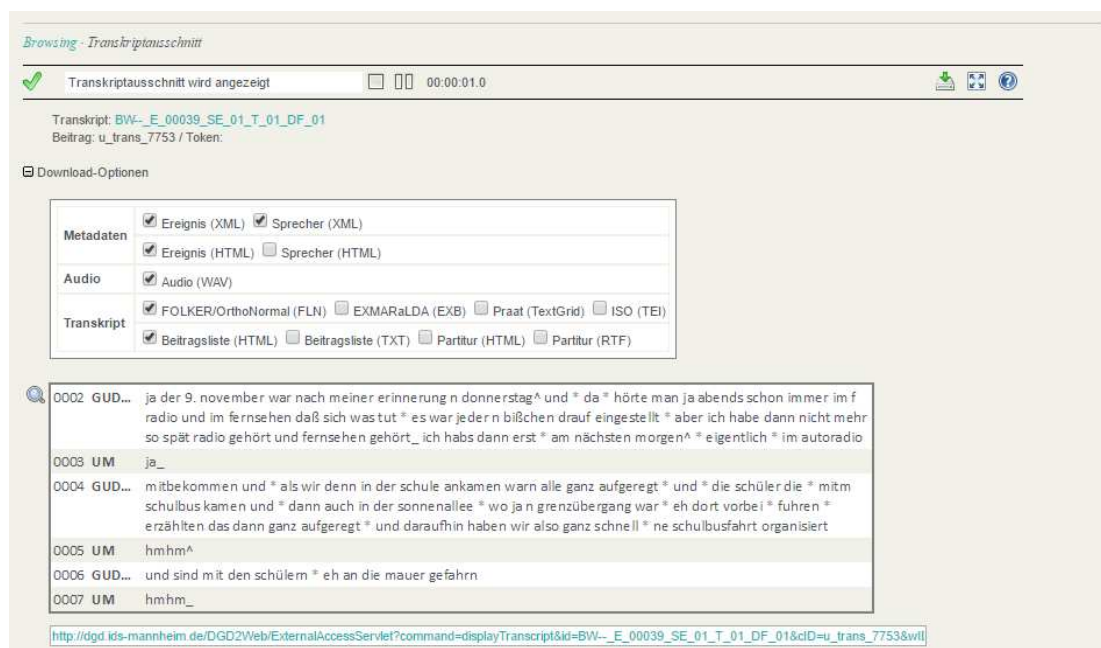 Browsing - Transkriptausschnitt
Transkriptausschnitt wird angezeigt 00:00:01.0
Transkript: BW--_E_00039_SE_01_T_01_DF_01
Beitrag: u_trans_7753 / Token:
Download-Optionen
Metadaten
Ereignis (XML) Sprecher (XML)
Ereignis (HTML) Sprecher (HTML)
Audio Audio (WAV)
Transkript
FOLKER/OrthoNormal (FLN) EXMARaLDA (EXB) Praat (TextGrid) ISO (TEI)
Beitragsliste (HTML) Beitragsliste (TXT) Partitur (HTML) Partitur (RTF)
0002 GUD... ja der 9. november war nach meiner erinnerung n donnerstag^ und * da * hörte man ja abends schon immer im f
radio und im fernsehen daß sich was tut * es war jeder n bißchen drauf eingestellt * aber ich habe dann nicht mehr
so spät radio gehört und fernsehen gehört_ ich habs dann erst * am nächsten morgen^ * eigentlich * im autoradio
0003 UM ja_
0004 GUD... mitbekommen und * als wir denn in der schule ankamen warn alle ganz aufgeregt * und * die schüler die * mitm
schulbus kamen und * dann auch in der sonnenallee * wo ja n grenzübergang war * eh dort vorbei * fuhren *
erzählten das dann ganz aufgeregt * und daraufhin haben wir also ganz schnell * ne schulbusfahrt organisiert
0005 UM hmhm^
0006 GUD... und sind mit den schülern * eh an die mauer gefahrn
0007 UM hmhm_
http://dgd.ids-mannheim.de/DGD2Web/ExternalAccessServlet?command=displayTranscript&id=BW--_E_00039_SE_01_T_01_DF_01&cID=u_trans_7753&wll